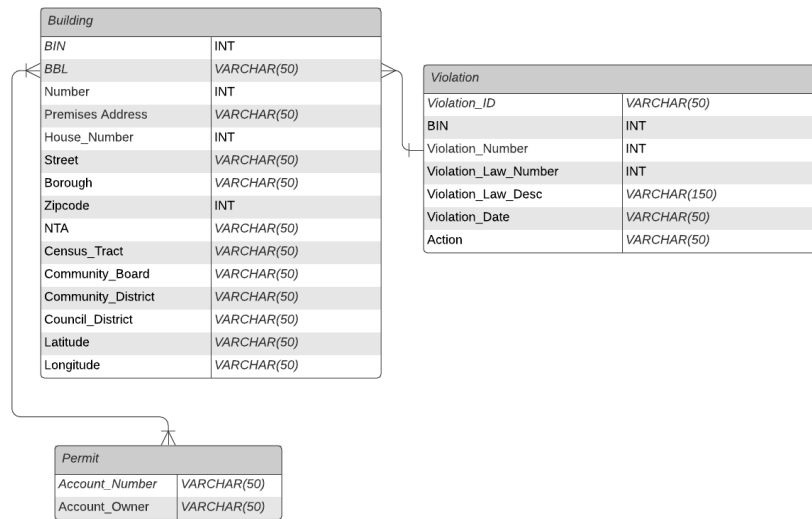 Building
BIN INT
BBL VARCHAR(50)
Number INT
Premises Address VARCHAR(50)
House_Number INT
Street VARCHAR(50)
Borough VARCHAR(50)
Zipcode INT
NTA VARCHAR(50)
Census_Tract VARCHAR(50)
Community_Board VARCHAR(50)
Community_District VARCHAR(50)
Council_District VARCHAR(50)
Latitude VARCHAR(50)
Longitude VARCHAR(50)
Violation
Violation_ID VARCHAR(50)
BIN INT
Violation_Number INT
Violation_Law_Number INT
Violation_Law_Desc VARCHAR(150)
Violation_Date VARCHAR(50)
Action VARCHAR(50)
Permit
Account_Number VARCHAR(50)
Account_Owner VARCHAR(50)